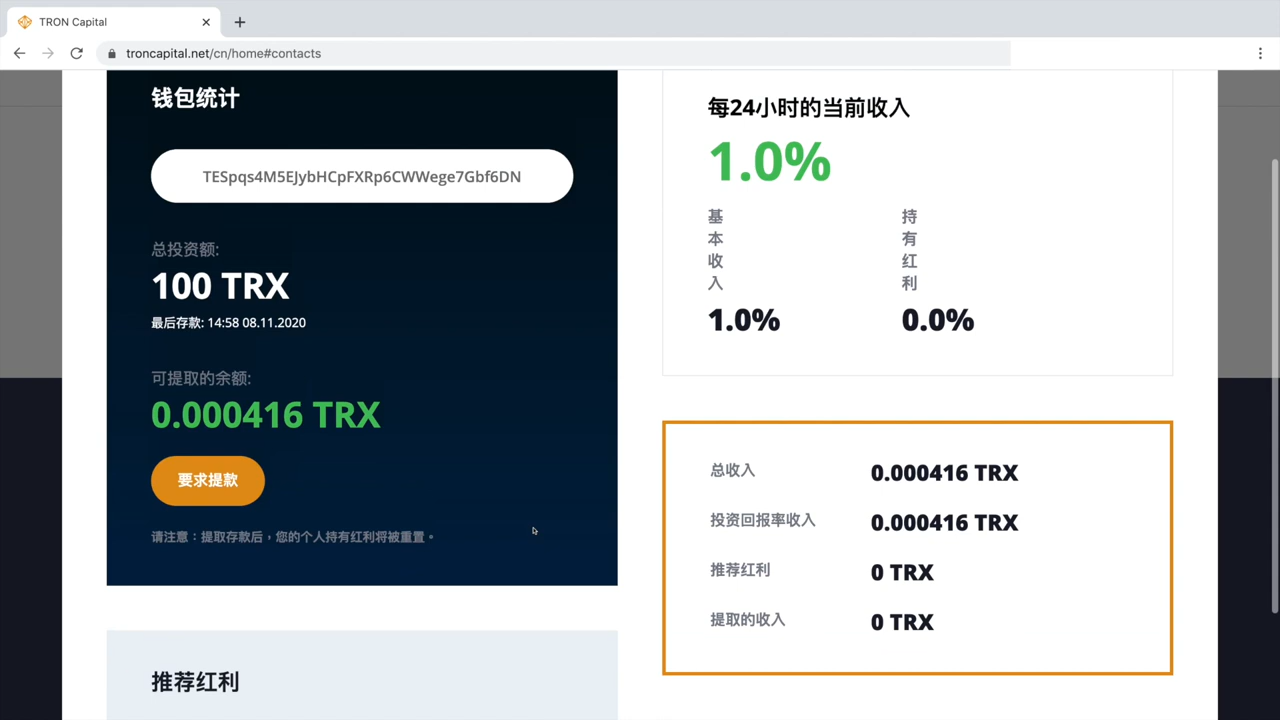 TRON Capital
troncapital.net/cn/home#contacts
钱包统计
TESpqs4M5EJybHCpFXRp6CWWege7Gbf6DN
总投资额:
100 TRX
最后存款: 14:58 08.11.2020
可提取的余额:
0.000416 TRX
要求提款
请注意：提取存款后，您的个人持有红利将被重置。
推荐红利
每24小时的当前收入
1.0%
基本收入
1.0%
持有红利
0.0%
总收入 0.000416 TRX
投资回报率收入 0.000416 TRX
推荐红利 0 TRX
提取的收入 0 TRX